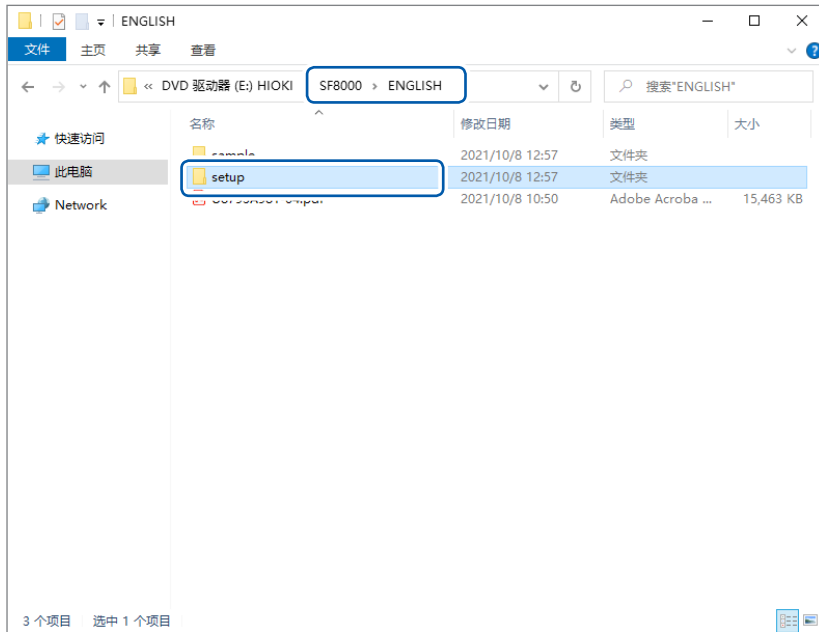 ENGLISH
文件 主页 共享 查看
« DVD 驱动器 (E:) HIOKI SF8000 › ENGLISH 搜索"ENGLISH"
名称 修改日期 类型 大小
快速访问
sample 2021/10/8 12:57 文件夹
此电脑
setup 2021/10/8 12:57 文件夹
Network
2021/10/8 10:50 Adobe Acroba ... 15,463 KB
3 个项目 选中 1 个项目